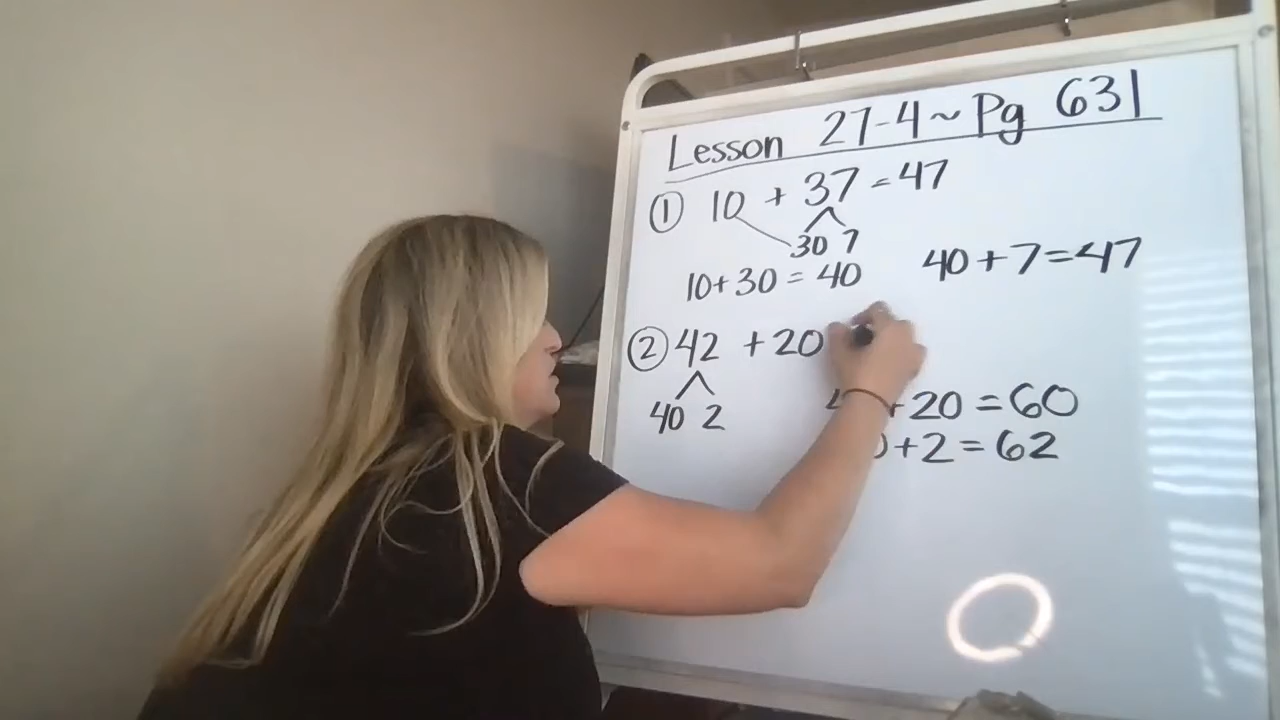 Lesson 27-4~Pg 631
① 10 + 37 = 47
30 7
10+30 = 40
40+7=47
② 42 + 20
40 2
+20 =60
+2=62